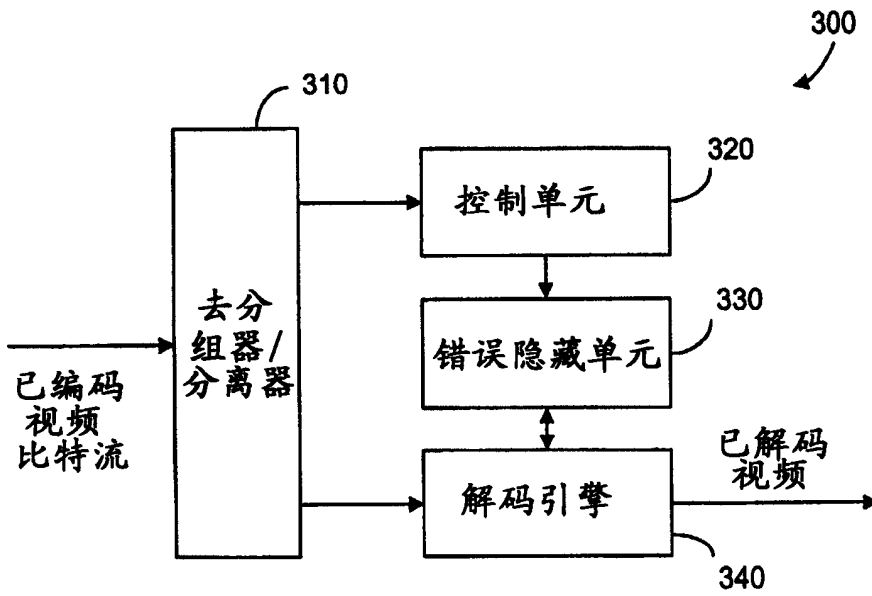 300
310
320
控制单元
330
去分
组器/
分离器
错误隐藏单元
已编码
视频
比特流
已解码
视频
解码引擎
340